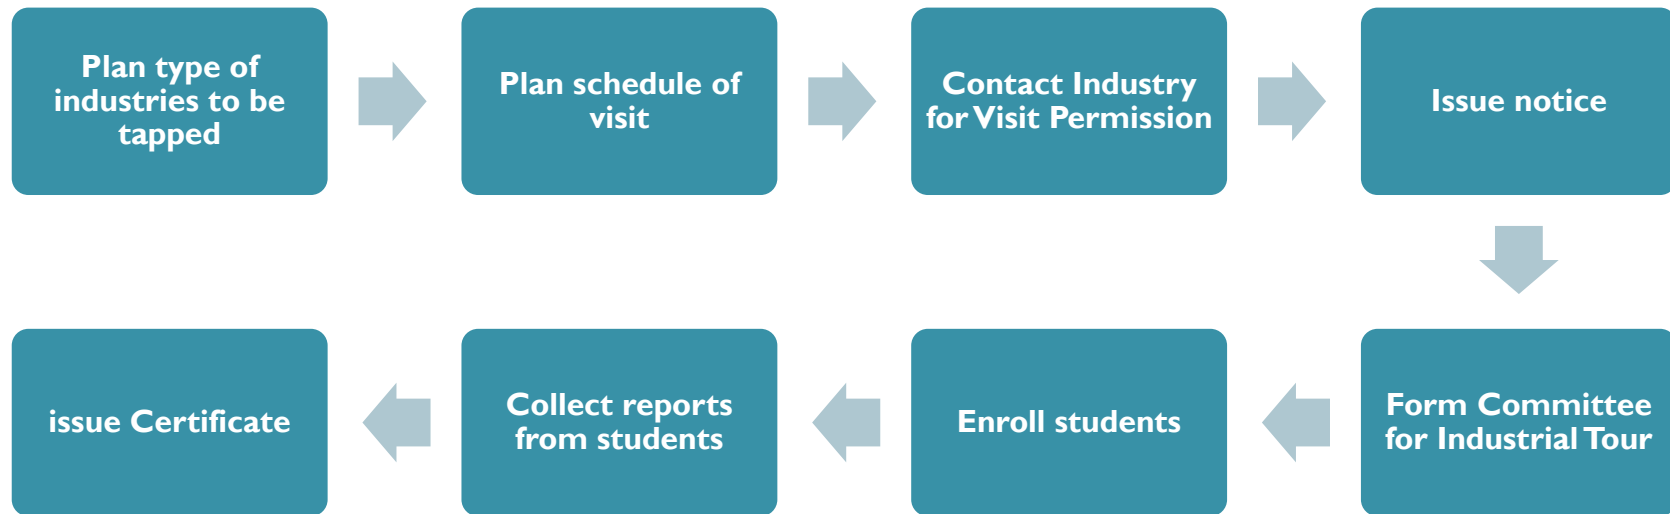 Plan type of
industries to be
tapped
Plan schedule of
visit
Contact Industry
for Visit Permission
Issue notice
Form Committee
for Industrial Tour
Enroll students
Collect reports
from students
issue Certificate